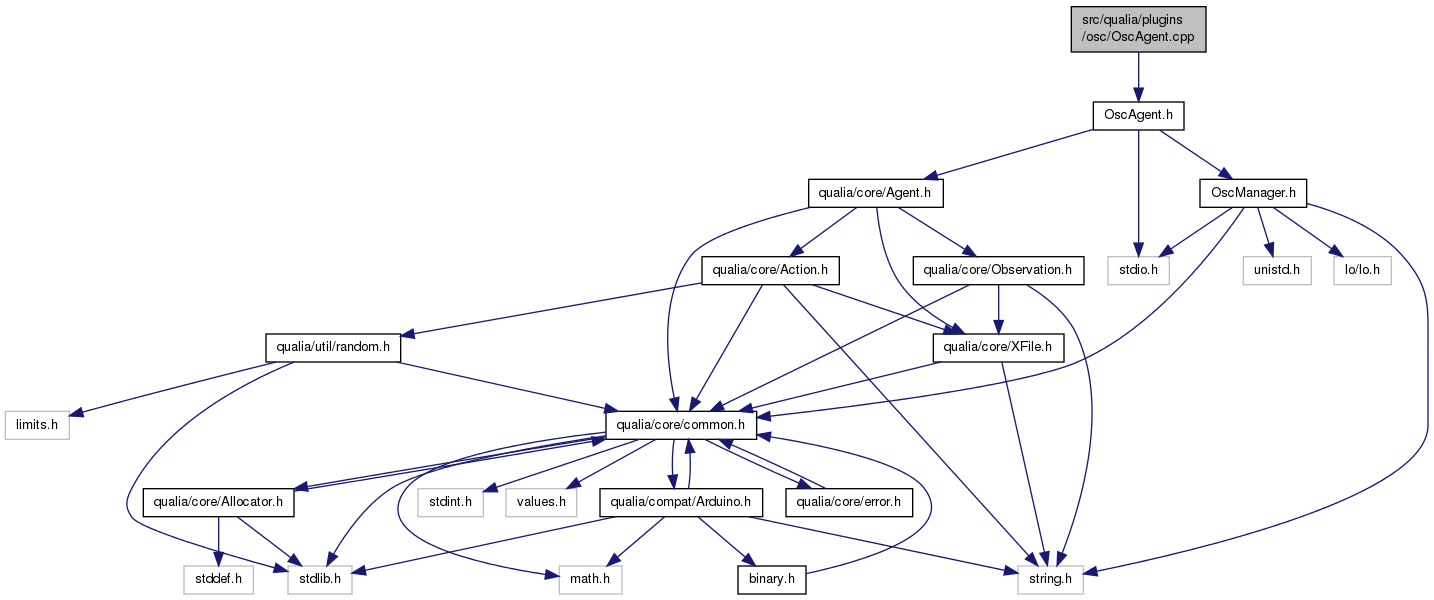 src/qualia/plugins
/osc/OscAgent.cpp
OscAgent.h
qualia/core/Agent.h
OscManager.h
qualia/core/Action.h
qualia/core/Observation.h
stdio.h
unistd.h
lo/lo.h
qualia/util/random.h
qualia/core/XFile.h
limits.h
qualia/core/common.h
qualia/core/Allocator.h
stdint.h
values.h
qualia/compat/Arduino.h
qualia/core/error.h
stddef.h
stdlib.h
math.h
binary.h
string.h